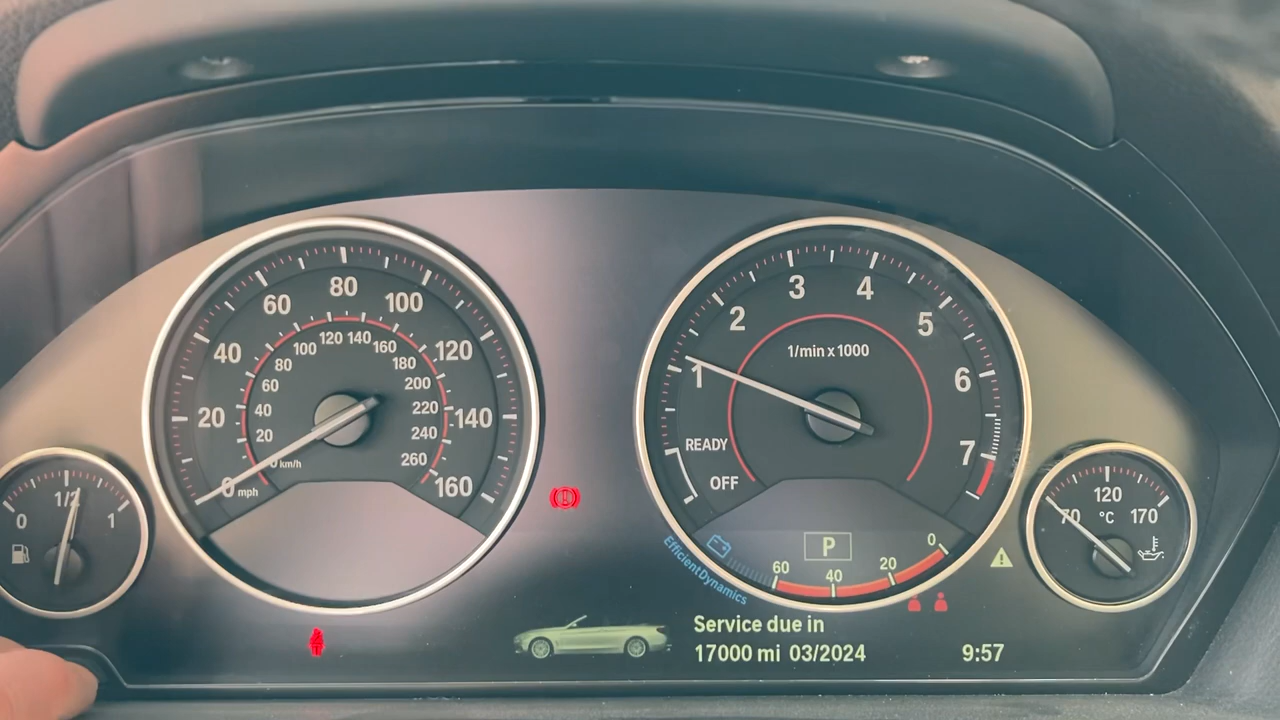 80
60 100
40 120
20 140
0 mph 160
120 140
100 160
80 180
60 200
40 220
20 240
0 km/h 260
3 4
2 5
1/min x 1000
1 6
READY 7
OFF
0 1/2 1
120
70 °C 170
P
60 40 20 0
EfficientDynamics
Service due in
17000 mi 03/2024
9:57